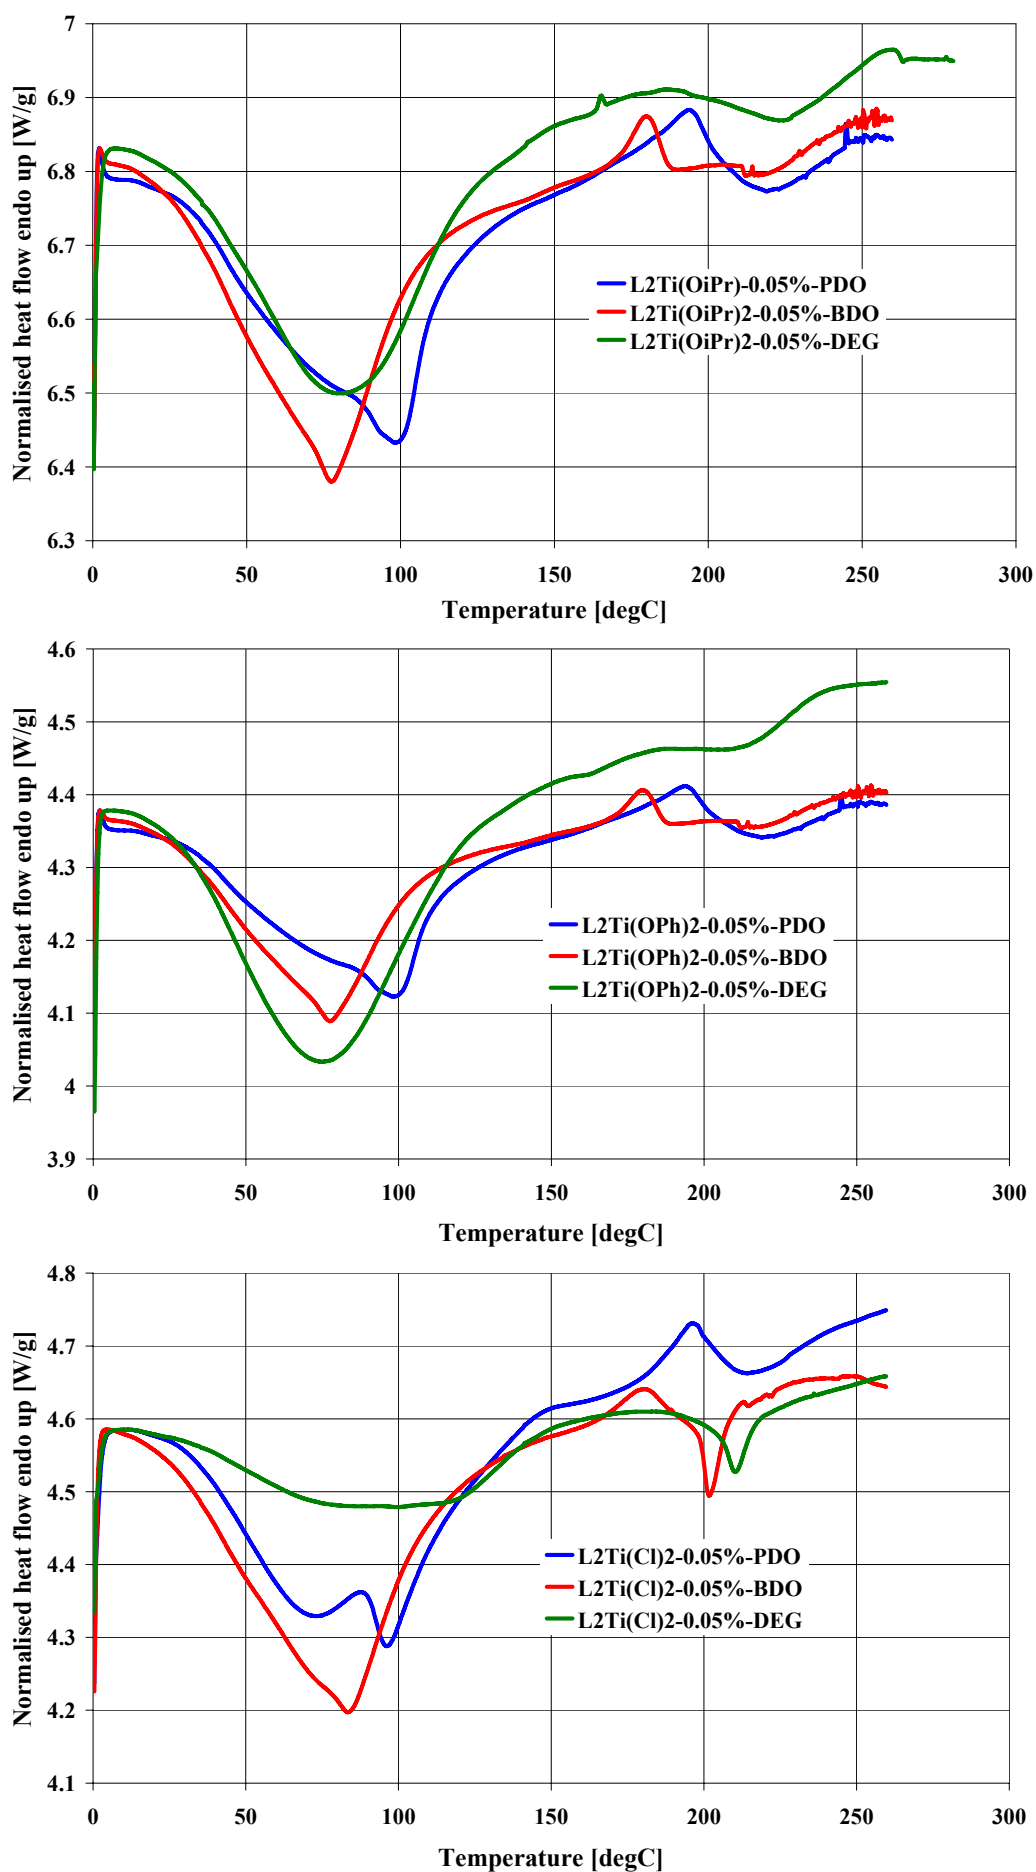 Normalised heat flow endo up [W/g]
7
6.9
6.8
6.7
6.6
6.5
6.4
6.3
L2Ti(OiPr)-0.05%-PDO
L2Ti(OiPr)2-0.05%-BDO
L2Ti(OiPr)2-0.05%-DEG
0 50 100 150 200 250 300
Temperature [degC]
Normalised heat flow endo up [W/g]
4.6
4.5
4.4
4.3
4.2
4.1
4
3.9
L2Ti(OPh)2-0.05%-PDO
L2Ti(OPh)2-0.05%-BDO
L2Ti(OPh)2-0.05%-DEG
0 50 100 150 200 250 300
Temperature [degC]
Normalised heat flow endo up [W/g]
4.8
4.7
4.6
4.5
4.4
4.3
4.2
4.1
L2Ti(Cl)2-0.05%-PDO
L2Ti(Cl)2-0.05%-BDO
L2Ti(Cl)2-0.05%-DEG
0 50 100 150 200 250 300
Temperature [degC]